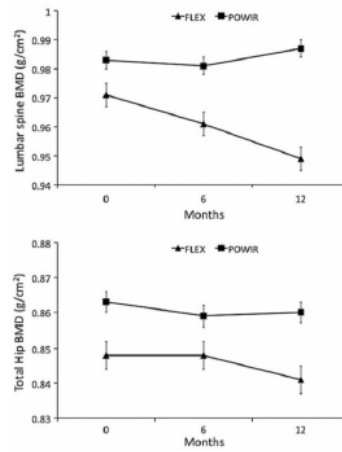 FLEX POWIR
Lumbar spine BMD (g/cm²)
1
0.99
0.98
0.97
0.96
0.95
0.94
0 6 12
Months
FLEX POWIR
Total Hip BMD (g/cm²)
0.88
0.87
0.86
0.85
0.84
0.83
0 6 12
Months